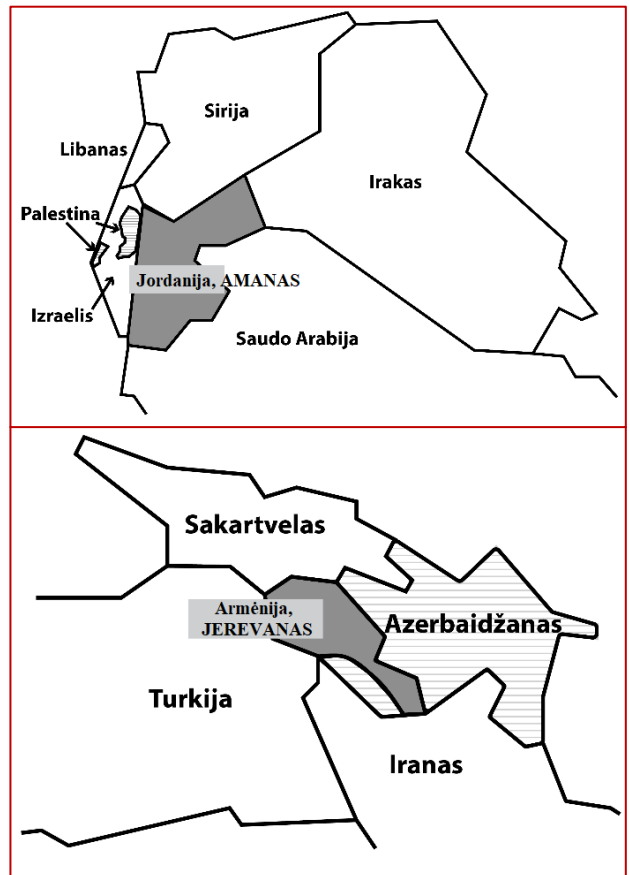 Sirija
Libanas
Irakas
Palestina
Jordanija, AMANAS
Izraelis
Saudo Arabija
Sakartvelas
Armėnija,
JEREVANAS
Azerbaidžanas
Turkija
Iranas